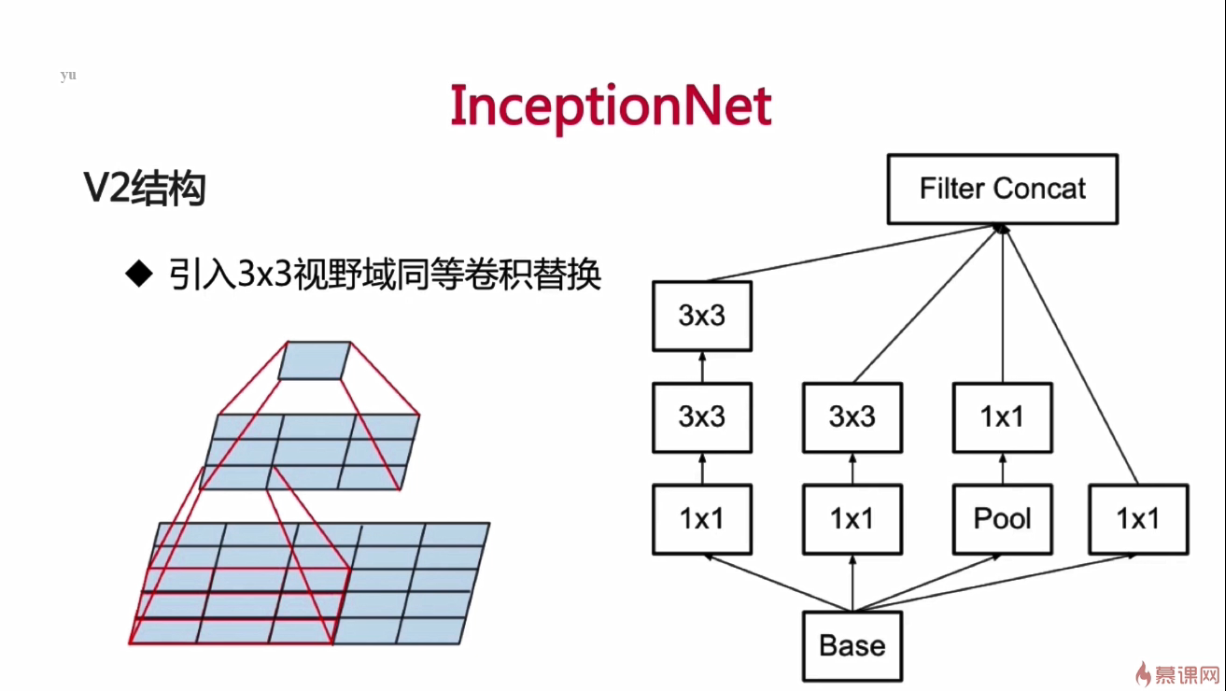 yu
InceptionNet
V2结构
◆ 引入3x3视野域同等卷积替换
Filter Concat
3x3
3x3
3x3
1x1
1x1
1x1
Pool
1x1
Base
慕课网